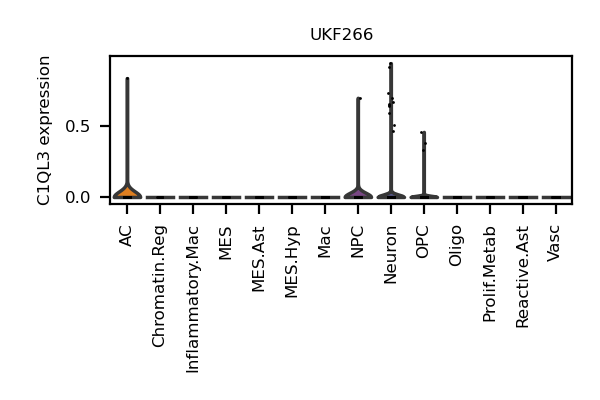 UKF266
C1QL3 expression
0.5
0.0
AC
Chromatin.Reg
Inflammatory.Mac
MES
MES.Ast
MES.Hyp
Mac
NPC
Neuron
OPC
Oligo
Prolif.Metab
Reactive.Ast
Vasc